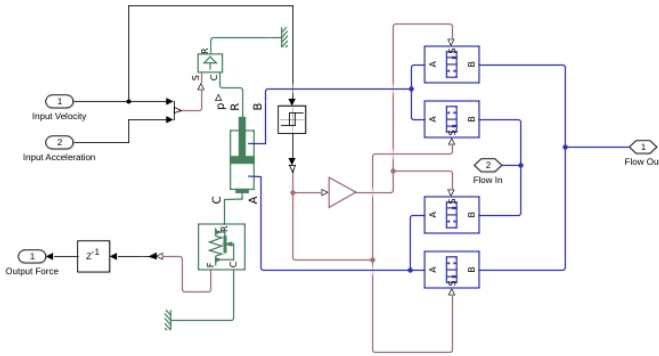 R
S
C
A
S
B
1
Input Velocity
P
R
B
A
S
B
2
Input Acceleration
2
Flow In
1
Flow Ou
C
A
A
S
B
R
1
Output Force
Z-1
F
C
A
S
B